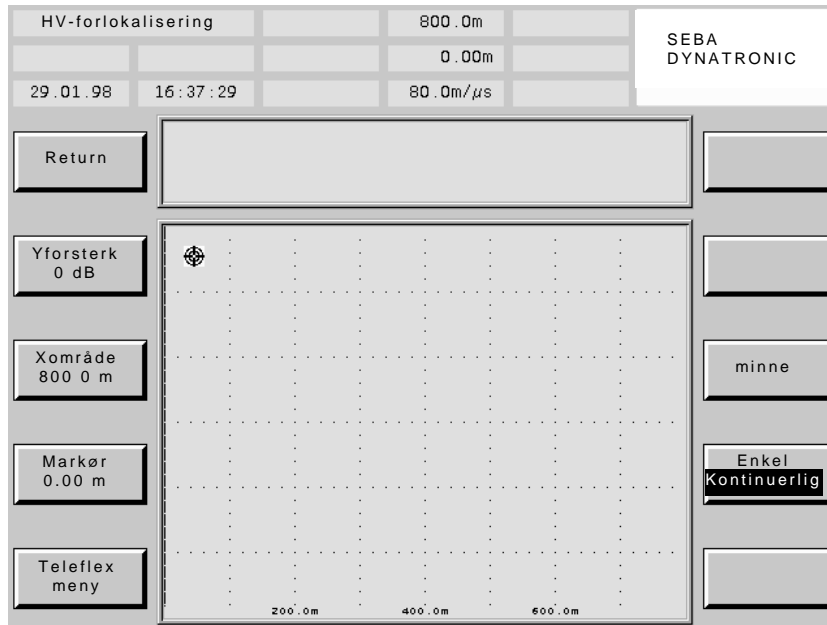 HV-forlokalisering
800.0m
SEBA
DYNATRONIC
0.00m
29.01.98
16:37:29
80.0m/µs
Return
Yforsterk
0 dB
Xområde
800 0 m
minne
Markør
0.00 m
Enkel
Kontinuerlig
Teleflex
meny
200.0m
400.0m
600.0m